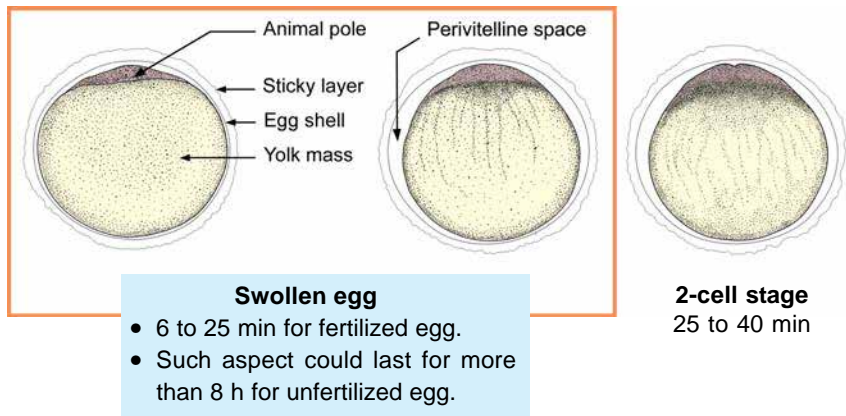 Animal pole
Perivitelline space
Sticky layer
Egg shell
Yolk mass
Swollen egg
• 6 to 25 min for fertilized egg.
• Such aspect could last for more
than 8 h for unfertilized egg.
2-cell stage
25 to 40 min